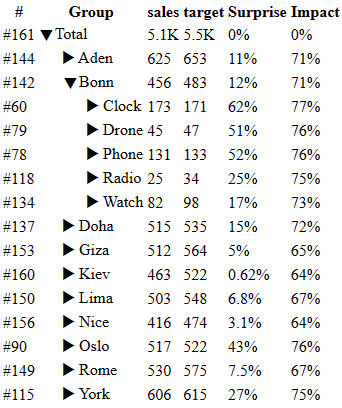 # Group sales target Surprise Impact
#161 ▼ Total 5.1K 5.5K 0% 0%
#144 ▶ Aden 625 653 11% 71%
#142 ▼ Bonn 456 483 12% 71%
#60 ▶ Clock 173 171 62% 77%
#79 ▶ Drone 45 47 51% 76%
#78 ▶ Phone 131 133 52% 76%
#118 ▶ Radio 25 34 25% 75%
#134 ▶ Watch 82 98 17% 73%
#137 ▶ Doha 515 535 15% 72%
#153 ▶ Giza 512 564 5% 65%
#160 ▶ Kiev 463 522 0.62% 64%
#150 ▶ Lima 503 548 6.8% 67%
#156 ▶ Nice 416 474 3.1% 64%
#90 ▶ Oslo 517 522 43% 76%
#149 ▶ Rome 530 575 7.5% 67%
#115 ▶ York 606 615 27% 75%